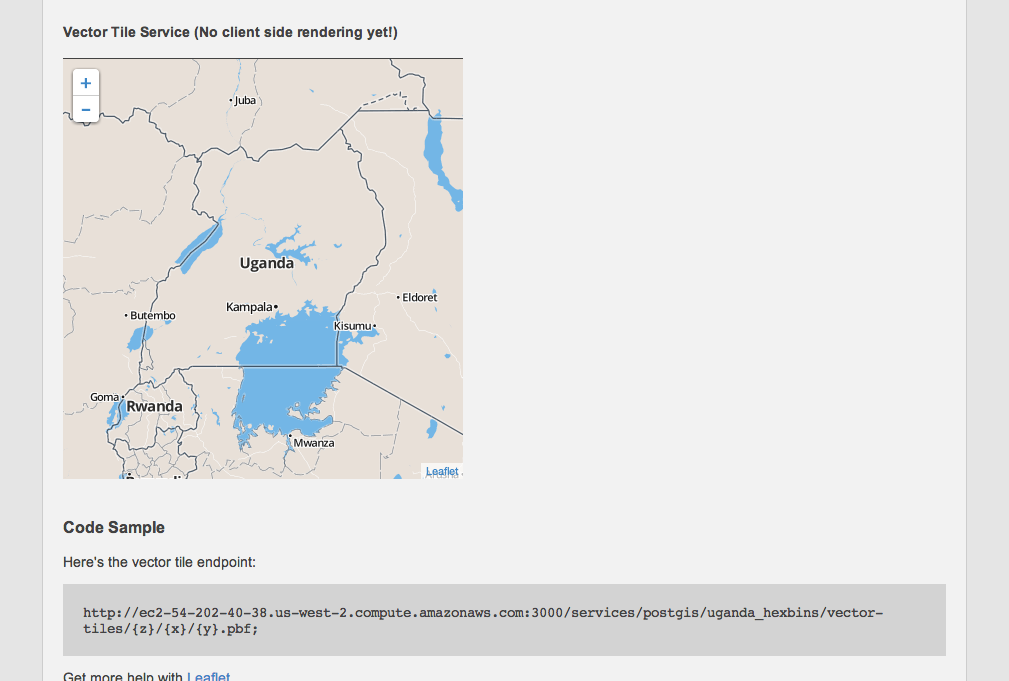 Vector Tile Service (No client side rendering yet!)
+
−
Juba
Uganda
Eldoret
Kampala
Kisumu
Butembo
Goma
Rwanda
Mwanza
Leaflet
Code Sample
Here's the vector tile endpoint:
http://ec2-54-202-40-38.us-west-2.compute.amazonaws.com:3000/services/postgis/uganda_hexbins/vector-
tiles/{z}/{x}/{y}.pbf;
Get more help with Leaflet